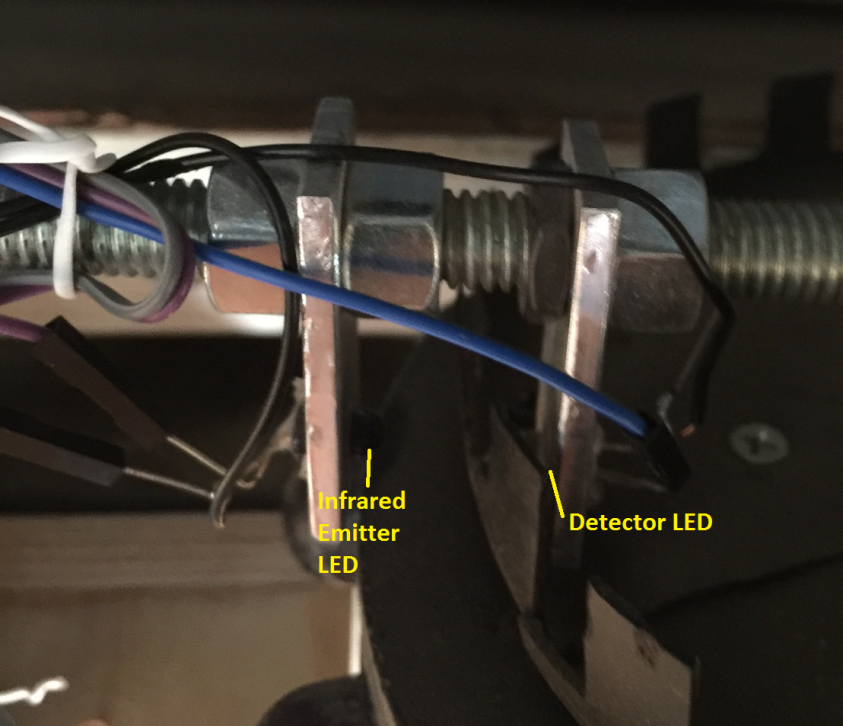 Infrared
Emitter
LED
Detector LED